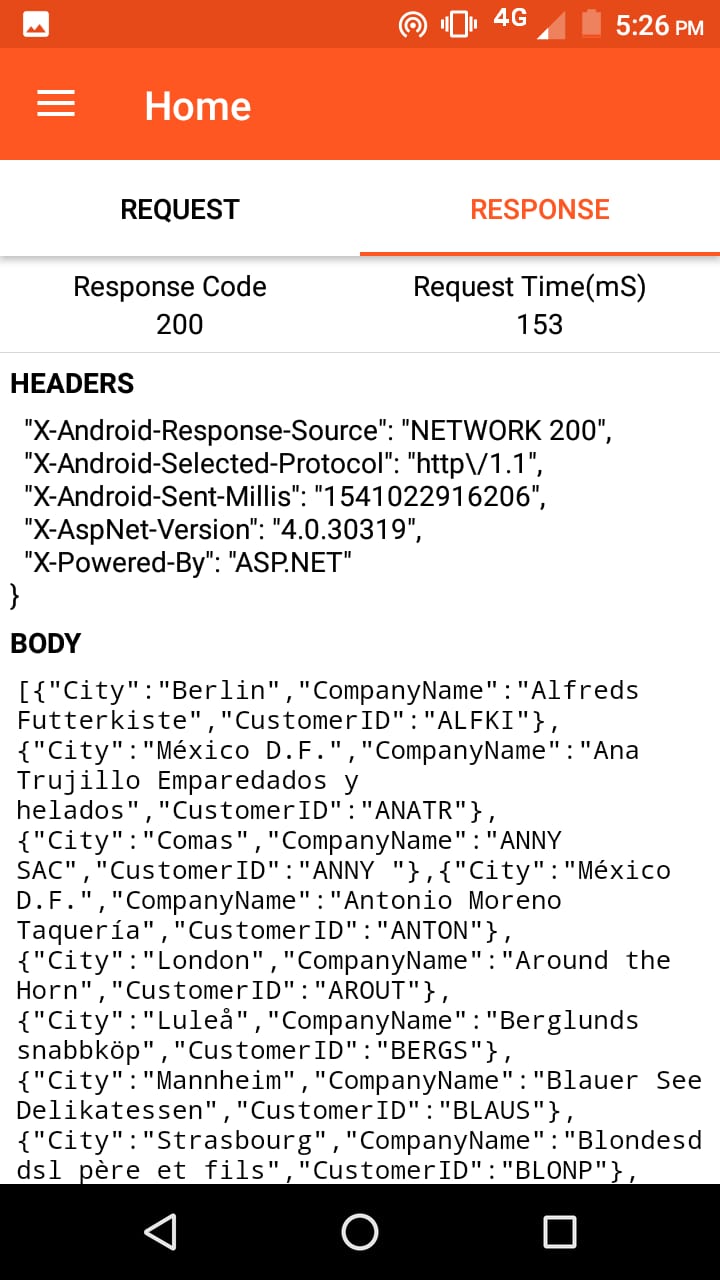 4G 5:26 PM
Home
REQUEST RESPONSE
Response Code Request Time(mS)
200 153
HEADERS
"X-Android-Response-Source": "NETWORK 200",
"X-Android-Selected-Protocol": "http\/1.1",
"X-Android-Sent-Millis": "1541022916206",
"X-AspNet-Version": "4.0.30319",
"X-Powered-By": "ASP.NET"
}
BODY
[{"City":"Berlin","CompanyName":"Alfreds
Futterkiste","CustomerID":"ALFKI"},
{"City":"México D.F.","CompanyName":"Ana
Trujillo Emparedados y
helados","CustomerID":"ANATR"},
{"City":"Comas","CompanyName":"ANNY
SAC","CustomerID":"ANNY "},{"City":"México
D.F.","CompanyName":"Antonio Moreno
Taquería","CustomerID":"ANTON"},
{"City":"London","CompanyName":"Around the
Horn","CustomerID":"AROUT"},
{"City":"Luleå","CompanyName":"Berglunds
snabbköp","CustomerID":"BERGS"},
{"City":"Mannheim","CompanyName":"Blauer See
Delikatessen","CustomerID":"BLAUS"},
{"City":"Strasbourg","CompanyName":"Blondesd
dsl père et fils","CustomerID":"BLONP"},